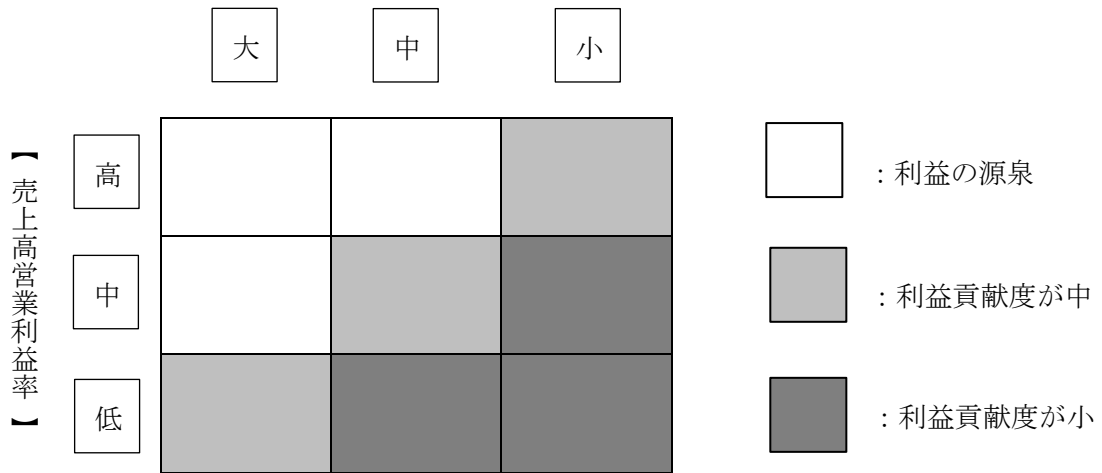 大 中 小
高
中
低
【売上高営業利益率】
：利益の源泉
：利益貢献度が中
：利益貢献度が小